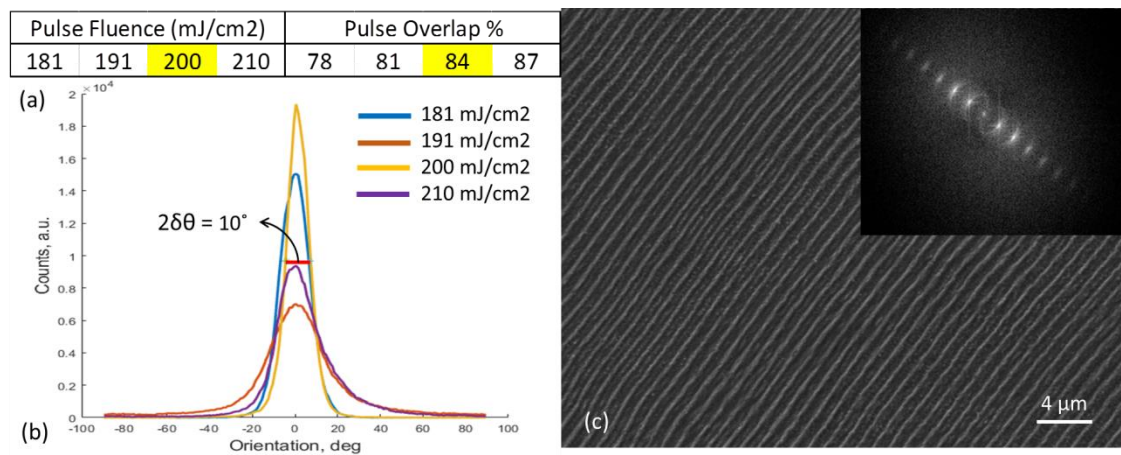 Pulse Fluence (mJ/cm2) Pulse Overlap %
181 191 200 210 78 81 84 87
(a)
×10⁴
2
1.8
1.6
1.4
1.2
1
0.8
0.6
0.4
0.2
0
Counts, a.u.
181 mJ/cm2
191 mJ/cm2
200 mJ/cm2
210 mJ/cm2
2δθ = 10˚
-100 -80 -60 -40 -20 0 20 40 60 80 100
(b)
Orientation, deg
(c)
4 μm